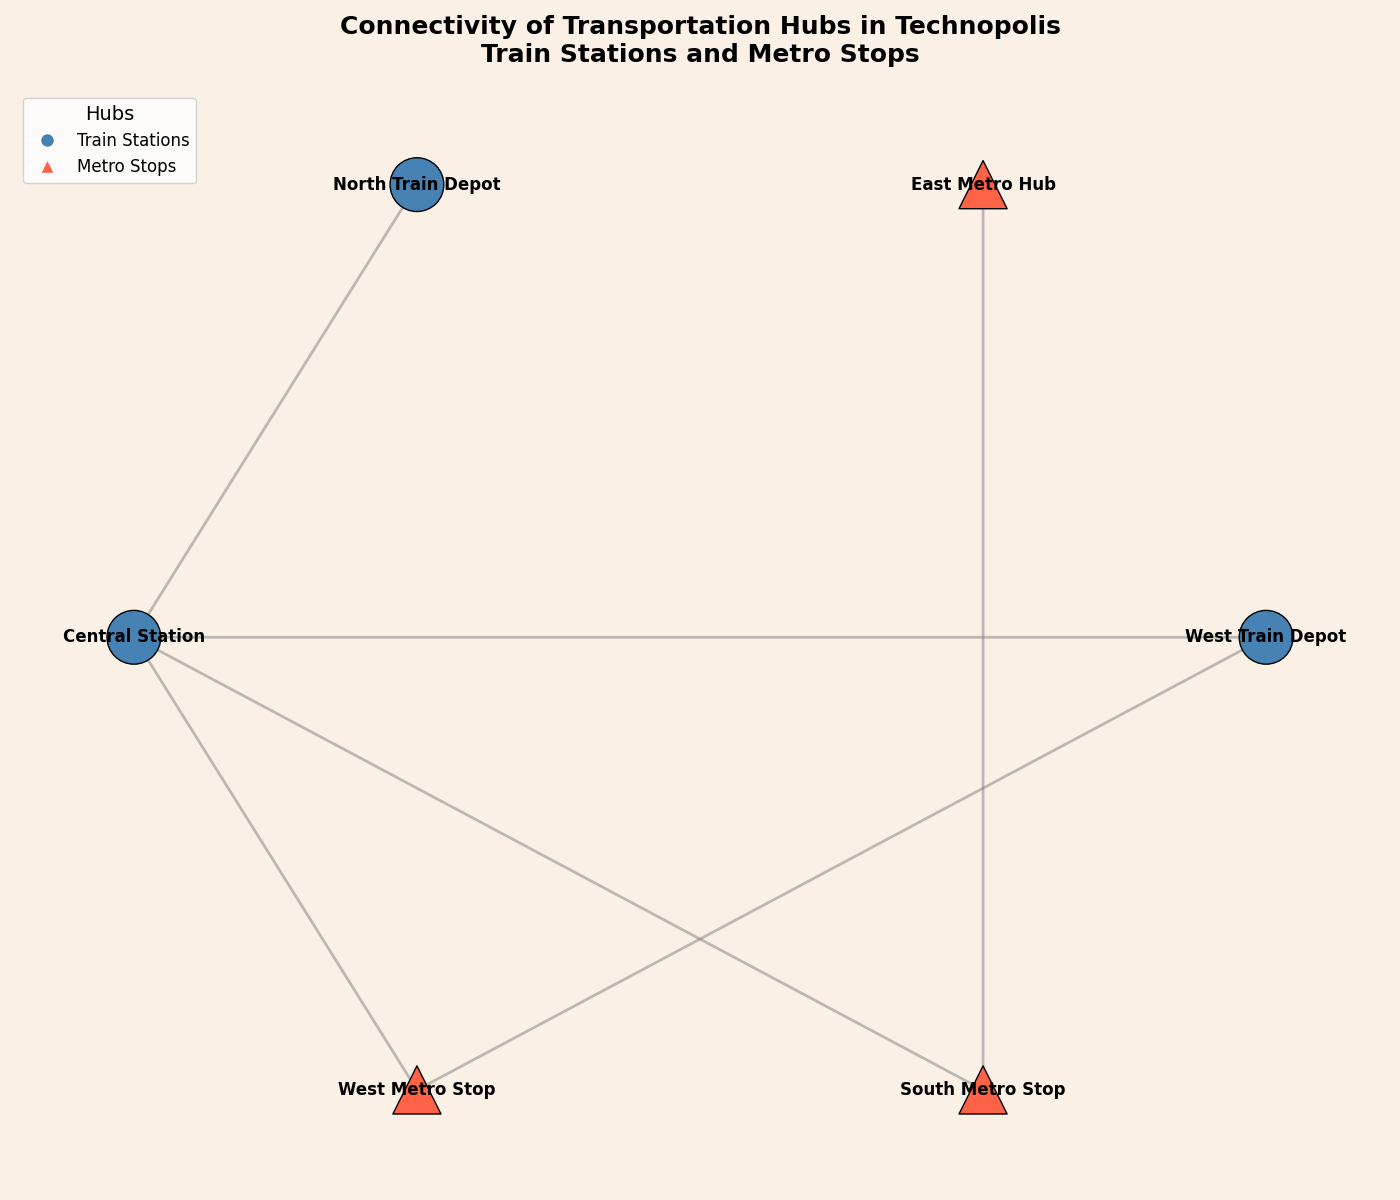 Connectivity of Transportation Hubs in Technopolis
Train Stations and Metro Stops
Hubs
Train Stations
Metro Stops
North Train Depot
East Metro Hub
Central Station
West Train Depot
West Metro Stop
South Metro Stop